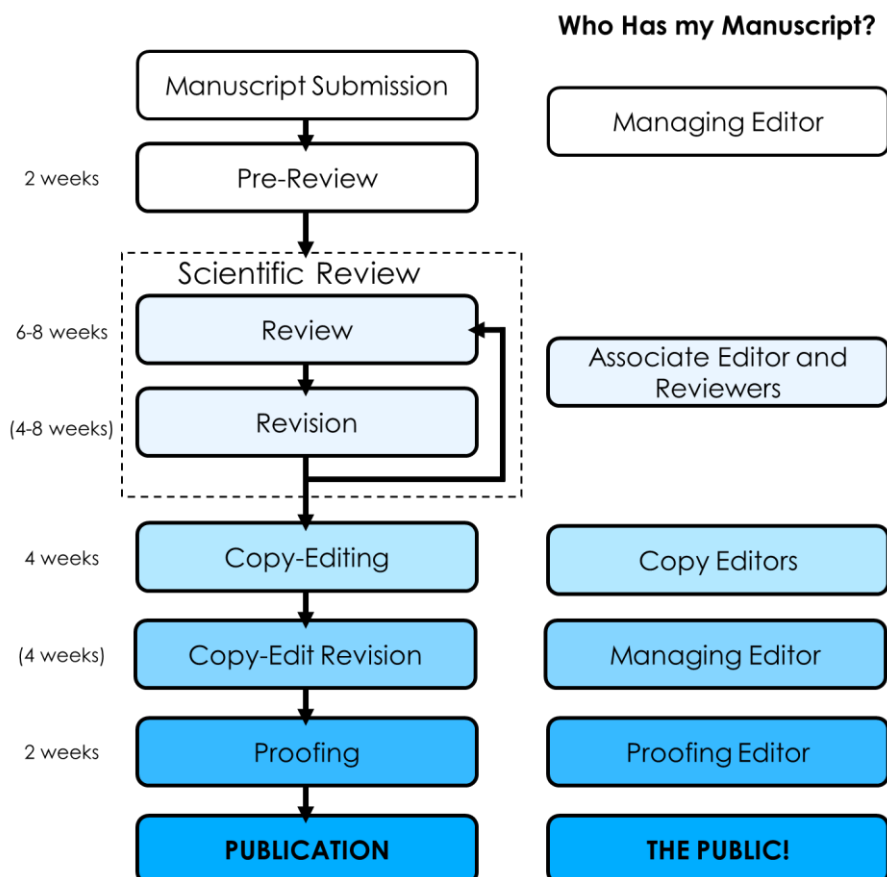 Who Has my Manuscript?
Manuscript Submission
Managing Editor
2 weeks
Pre-Review
Scientific Review
6-8 weeks
Review
Associate Editor and
Reviewers
(4-8 weeks)
Revision
4 weeks
Copy-Editing
Copy Editors
(4 weeks)
Copy-Edit Revision
Managing Editor
2 weeks
Proofing
Proofing Editor
PUBLICATION
THE PUBLIC!